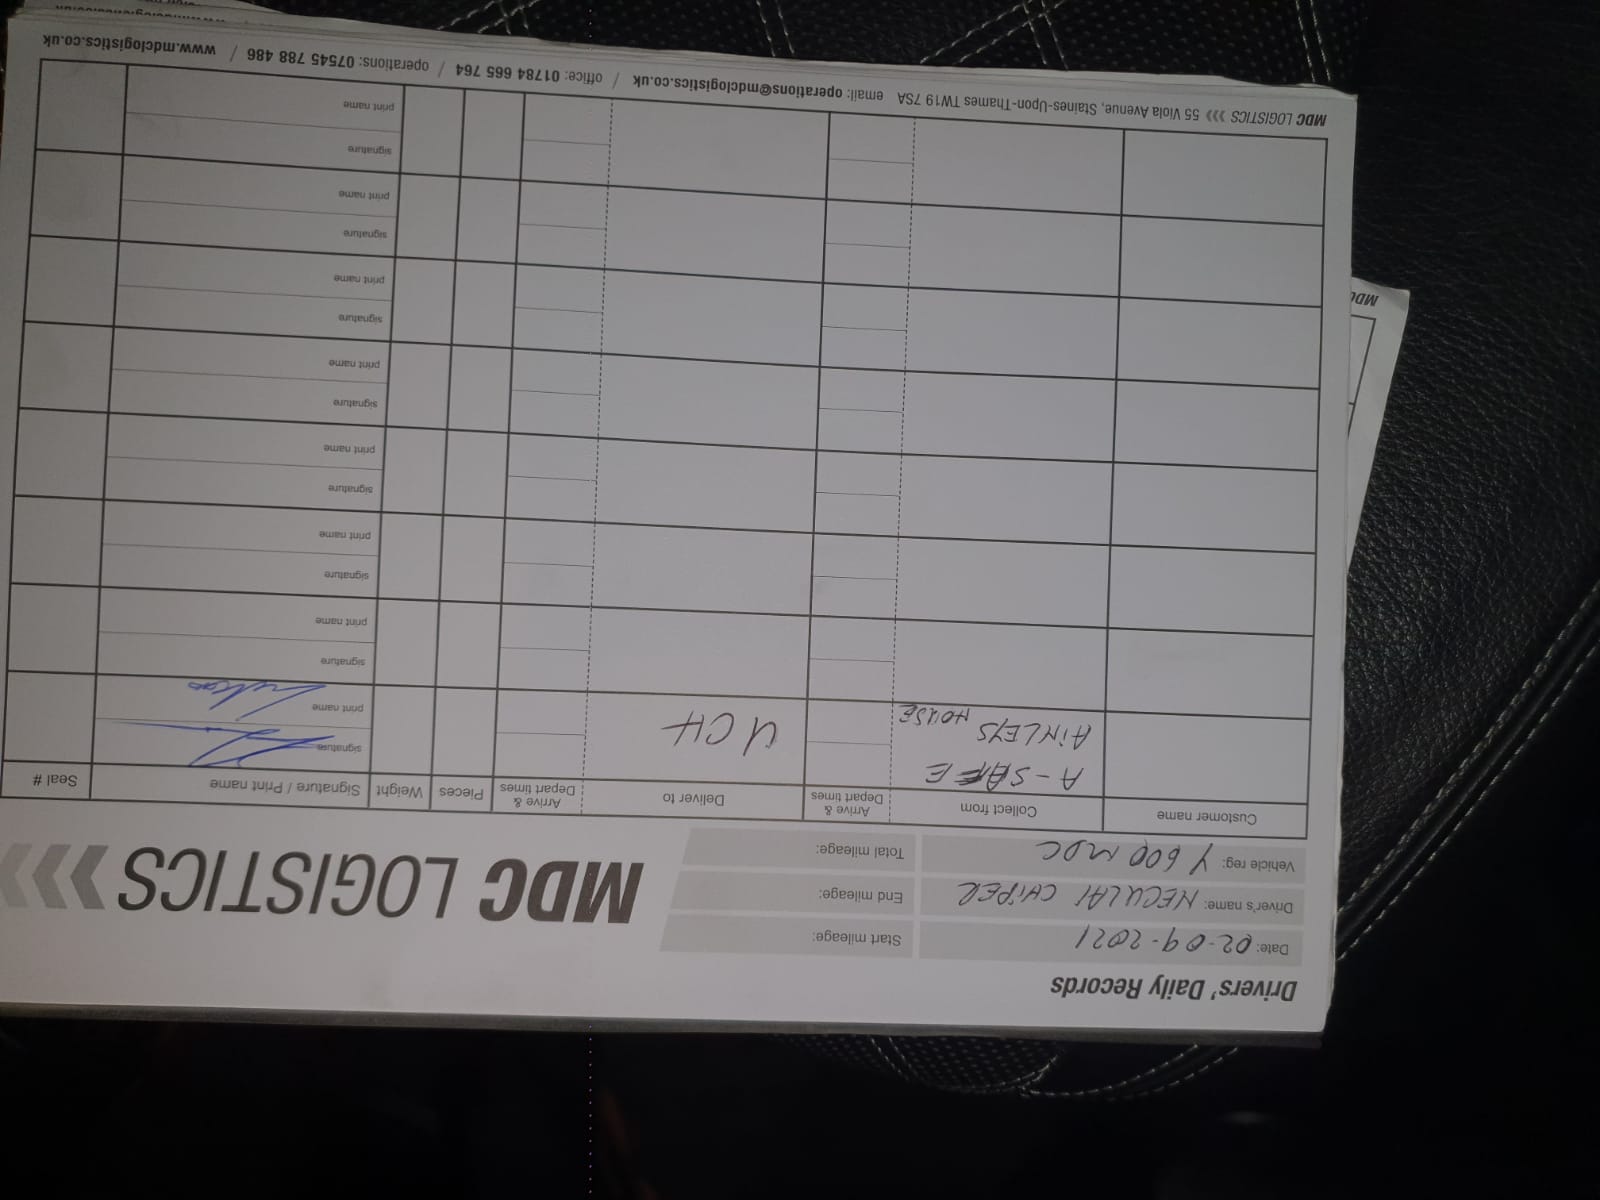 Drivers' Daily Records
MDC LOGISTICS
Date: 02-09-2021
Start mileage:
Driver's name: NECULAI CHIPER
End mileage:
Vehicle reg: Y 600 MDC
Total mileage:
Customer name
Collect from
Arrive & Depart times
Deliver to
Arrive & Depart times
Pieces
Weight
Signature / Print name
Seal #
A-SAFE
AINLEYS HOUSE
UCH
signature
print name
signature
print name
signature
print name
signature
print name
signature
print name
signature
print name
signature
print name
signature
print name
MDC LOGISTICS 55 Viola Avenue, Staines-Upon-Thames TW19 7SA email: operations@mdclogistics.co.uk / office: 01784 665 764 / operations: 07545 788 486 / www.mdclogistics.co.uk
MDC